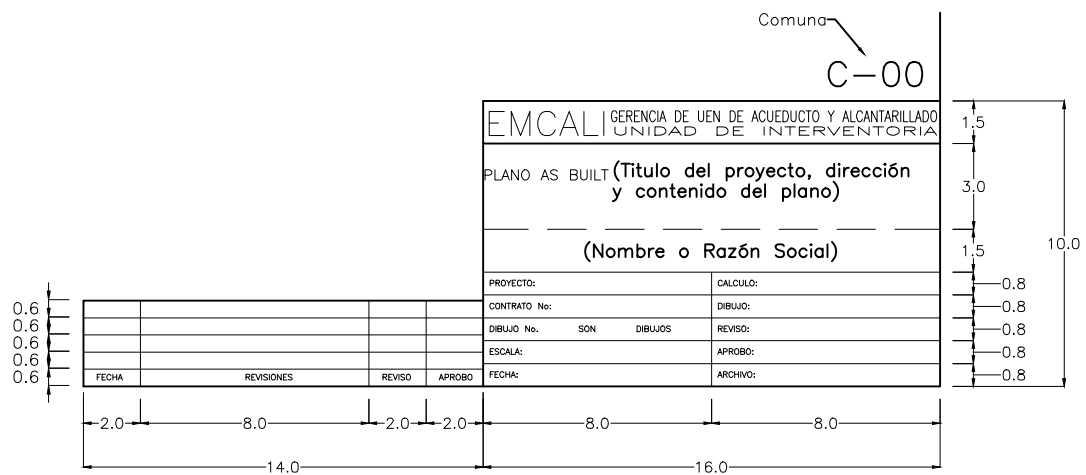 Comuna
C-00
EMCALI GERENCIA DE UEN DE ACUEDUCTO Y ALCANTARILLADO
UNIDAD DE INTERVENTORIA
1.5
PLANO AS BUILT (Titulo del proyecto, dirección
y contenido del plano)
3.0
10.0
(Nombre o Razón Social)
1.5
PROYECTO: CALCULO: 0.8
CONTRATO No: DIBUJO: 0.8
DIBUJO No. SON DIBUJOS REVISO: 0.8
ESCALA: APROBO: 0.8
FECHA: ARCHIVO: 0.8
0.6
0.6
0.6
0.6
0.6
FECHA REVISIONES REVISO APROBO
2.0 8.0 2.0 2.0 8.0 8.0
14.0 16.0